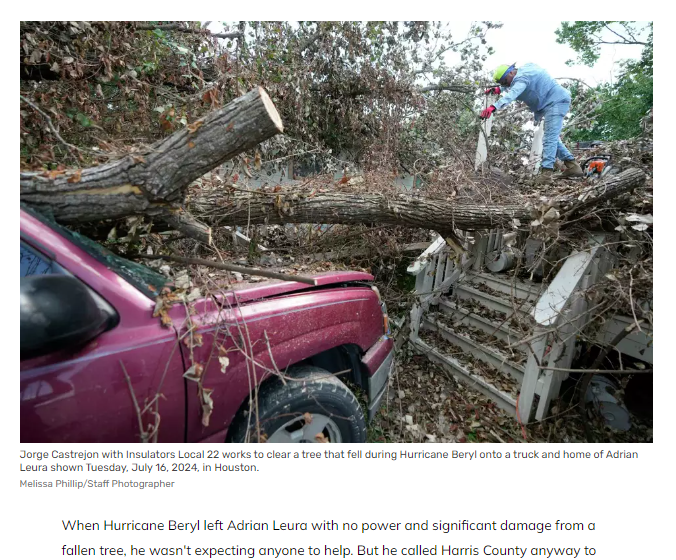 Jorge Castrejon with Insulators Local 22 works to clear a tree that fell during Hurricane Beryl onto a truck and home of Adrian
Leura shown Tuesday, July 16, 2024, in Houston.
Melissa Phillip/Staff Photographer
When Hurricane Beryl left Adrian Leura with no power and significant damage from a
fallen tree, he wasn't expecting anyone to help. But he called Harris County anyway to